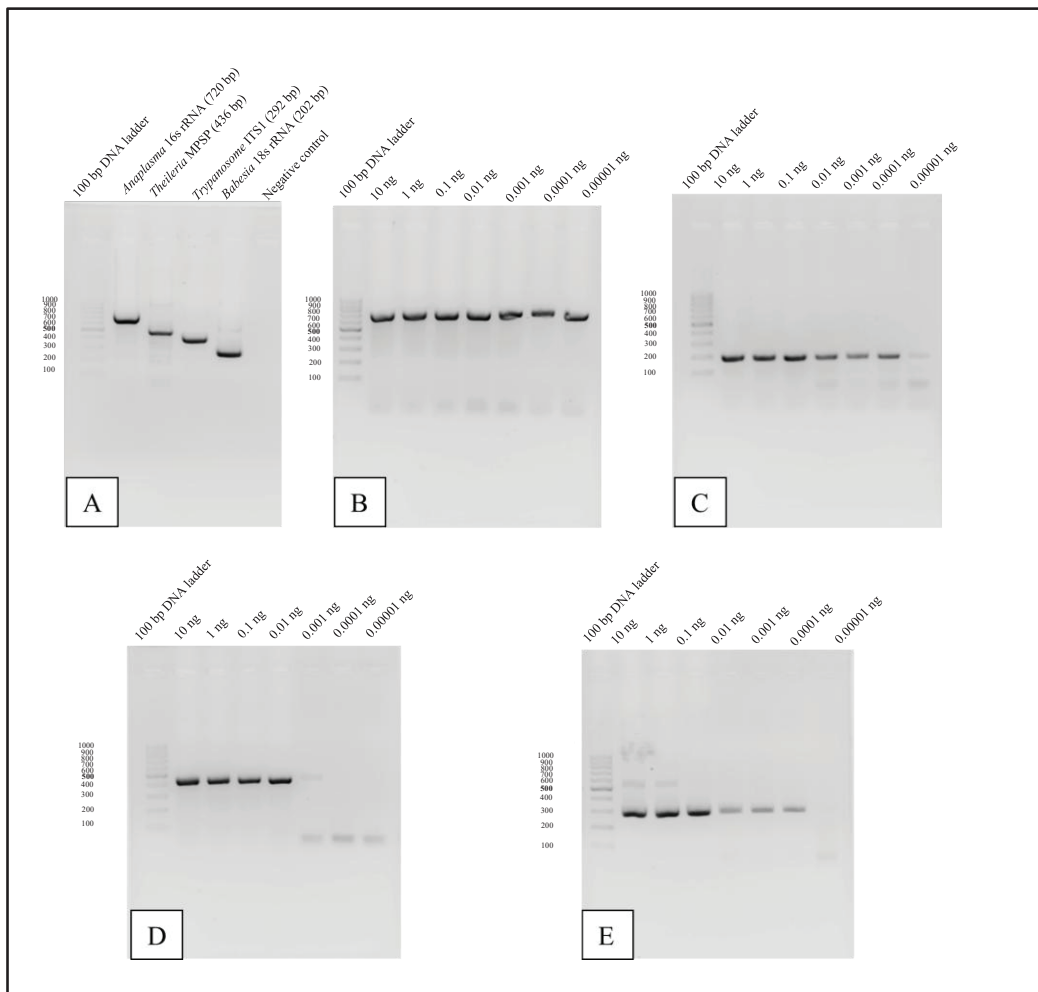 100 bp DNA ladder
Anaplasma 16s rRNA (720 bp)
Theileria MPSP (436 bp)
Trypanosome ITS1 (292 bp)
Babesia 18s rRNA (202 bp)
Negative control
1000
900
800
700
600
500
400
300
200
100
A
100 bp DNA ladder
10 ng
1 ng
0.1 ng
0.01 ng
0.001 ng
0.0001 ng
0.00001 ng
1000
900
800
700
600
500
400
300
200
100
B
100 bp DNA ladder
10 ng
1 ng
0.1 ng
0.01 ng
0.001 ng
0.0001 ng
0.00001 ng
1000
900
800
700
600
500
400
300
200
100
C
100 bp DNA ladder
10 ng
1 ng
0.1 ng
0.01 ng
0.001 ng
0.0001 ng
0.00001 ng
1000
900
800
700
600
500
400
300
200
100
D
100 bp DNA ladder
10 ng
1 ng
0.1 ng
0.01 ng
0.001 ng
0.0001 ng
0.00001 ng
1000
900
800
700
600
500
400
300
200
100
E